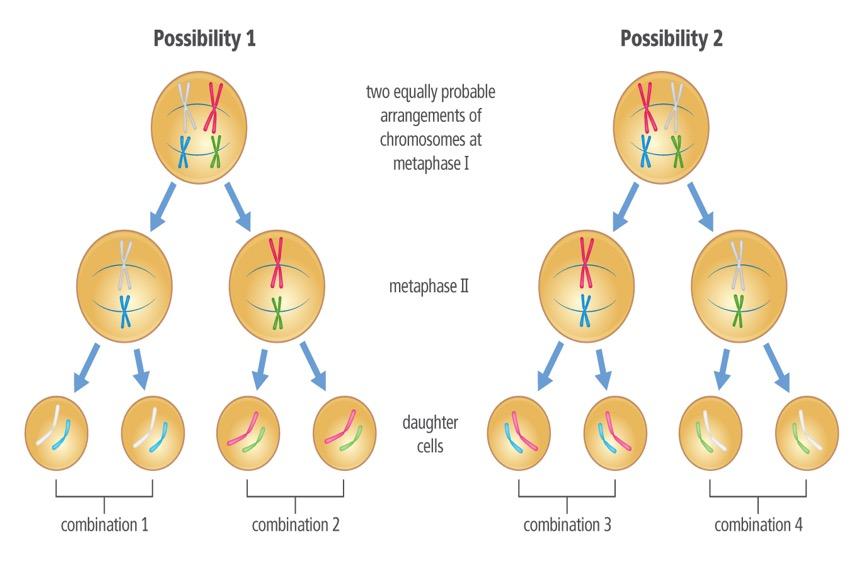 Possibility 1
Possibility 2
two equally probable
arrangements of
chromosomes at
metaphase I
metaphase II
daughter
cells
combination 1
combination 2
combination 3
combination 4